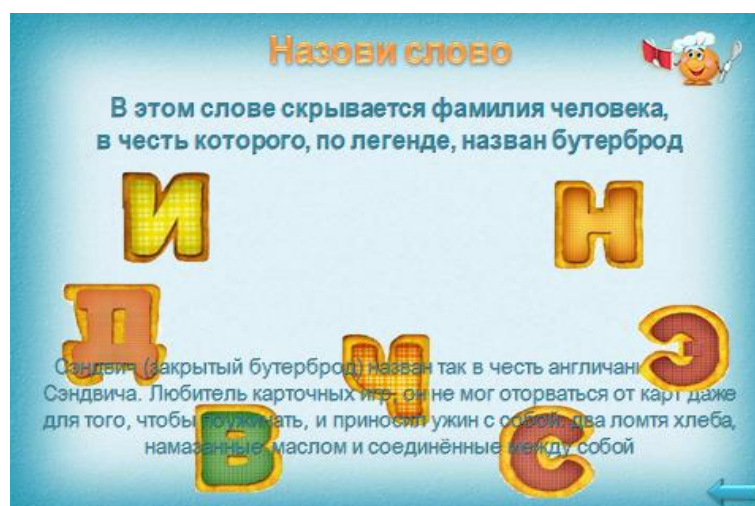 Назови слово
В этом слове скрывается фамилия человека,
в честь которого, по легенде, назван бутерброд
И Н
Д Э
Ч
Сэндвич (закрытый бутерброд) назван так в честь англичани
Сэндвича. Любитель карточных игр, он не мог оторваться от карт даже
для того, чтобы поужинать, и приносил ужин с собой: два ломтя хлеба,
намазанные маслом и соединённые между собой
В С